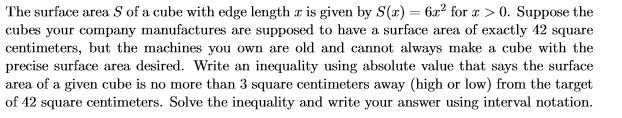 The surface area S of a cube with edge length x is given by S(x) = 6x² for x > 0. Suppose the
cubes your company manufactures are supposed to have a surface area of exactly 42 square
centimeters, but the machines you own are old and cannot always make a cube with the
precise surface area desired. Write an inequality using absolute value that says the surface
area of a given cube is no more than 3 square centimeters away (high or low) from the target
of 42 square centimeters. Solve the inequality and write your answer using interval notation.